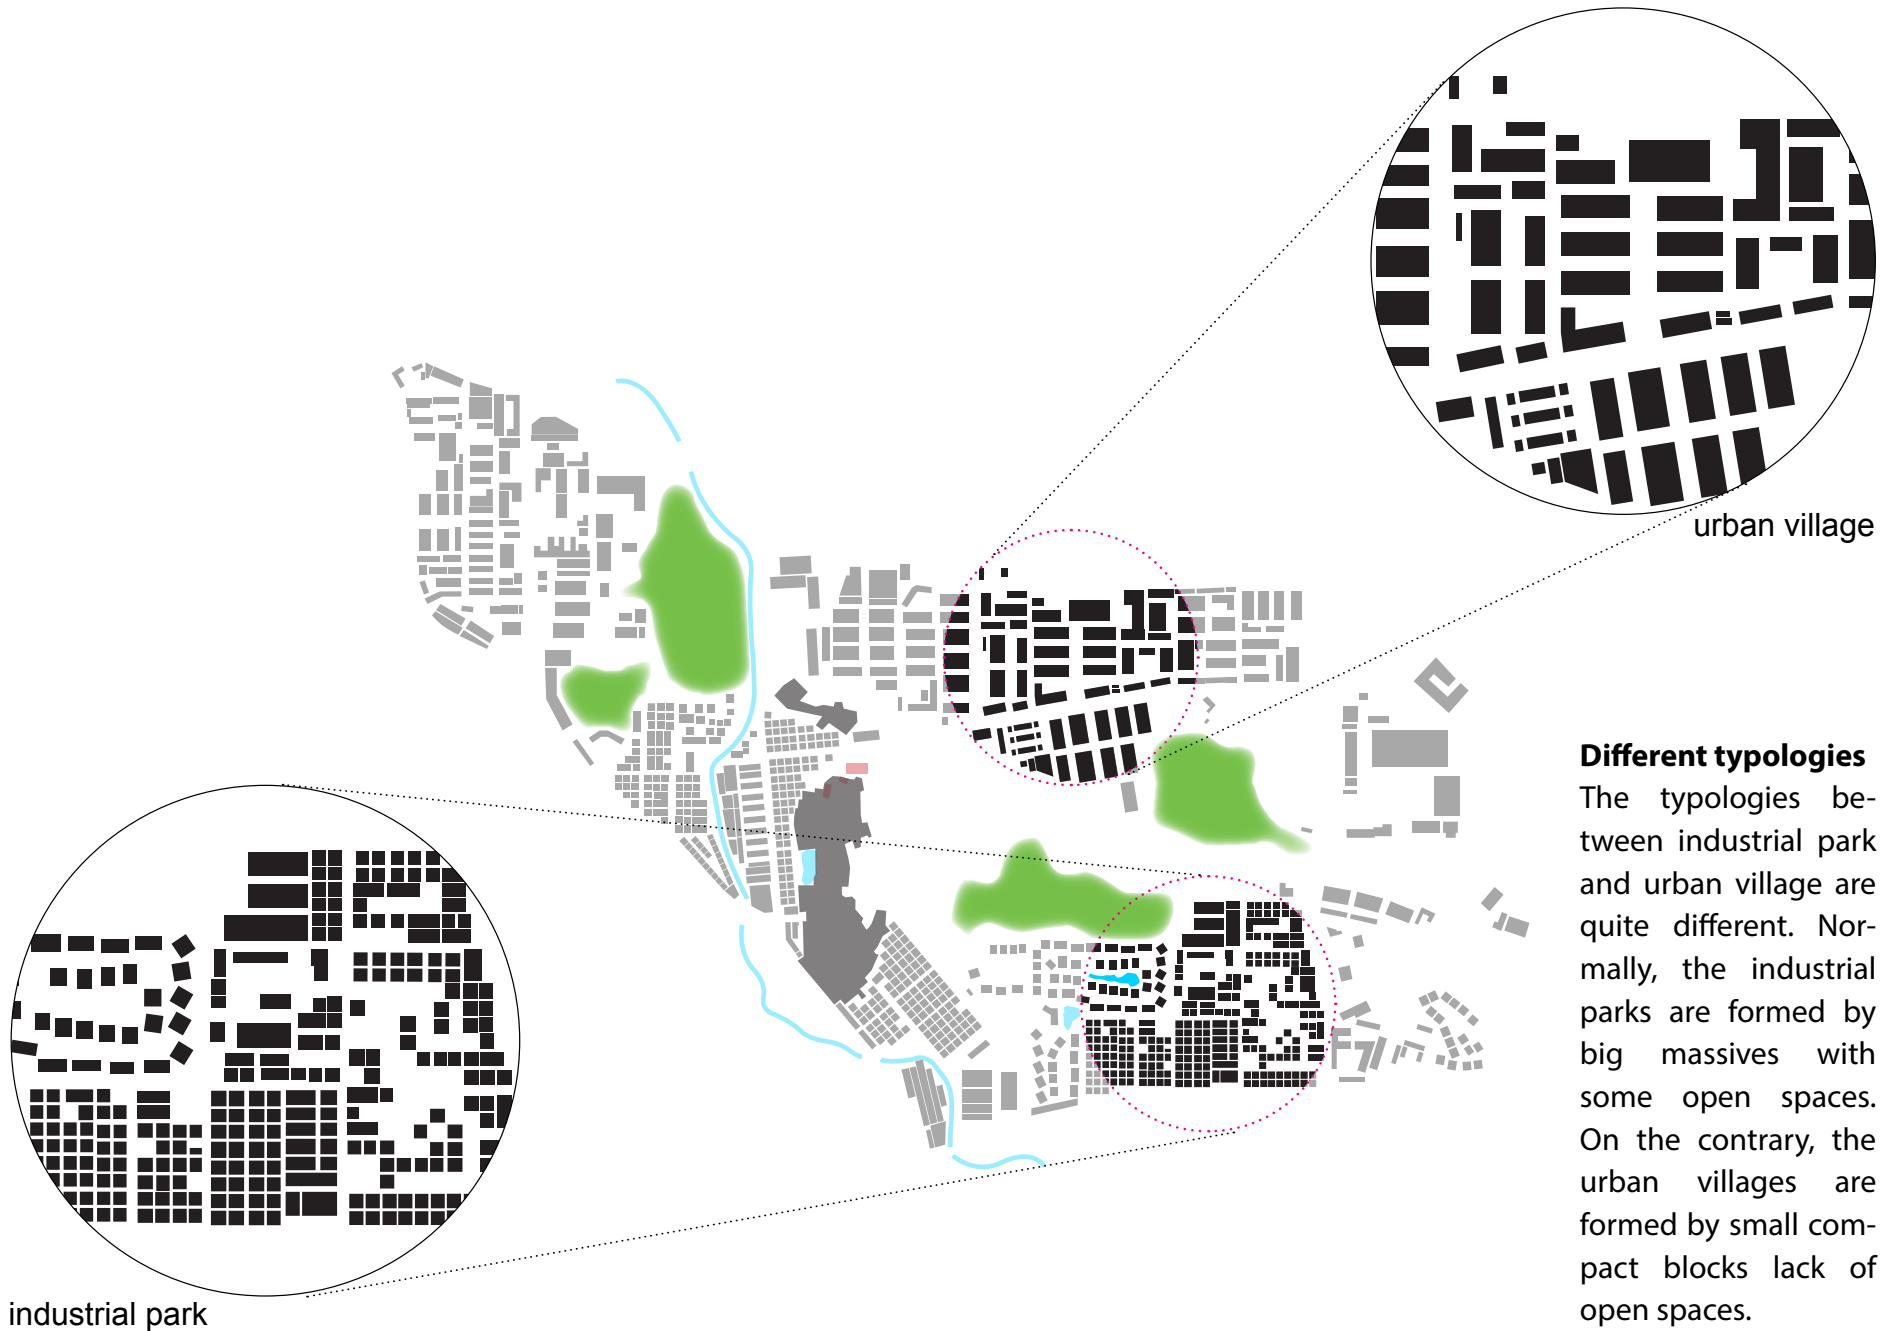 urban village
Different typologies
The typologies be-
tween industrial park
and urban village are
quite different. Nor-
mally, the industrial
parks are formed by
big massives with
some open spaces.
On the contrary, the
urban villages are
formed by small com-
pact blocks lack of
open spaces.
industrial park